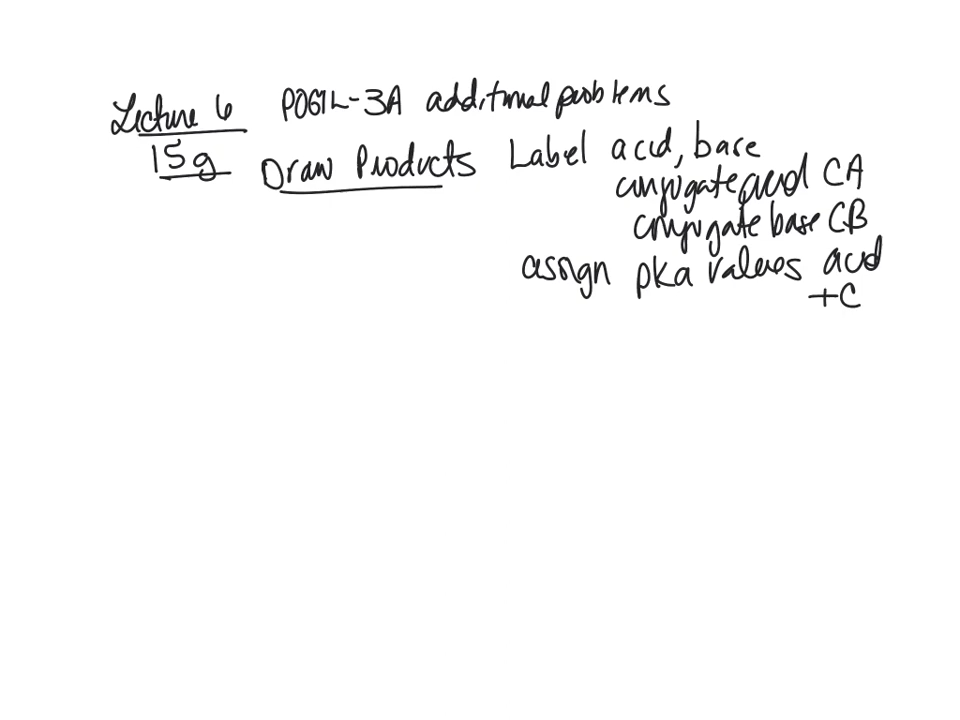 Lecture 6 POGIL-3A additional problems
15g Draw Products Label acid, base
conjugate acid CA
conjugate base CB
assign pka values acid
+C